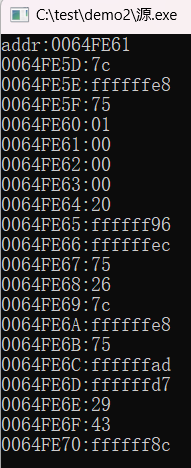 C:\test\demo2\源.exe
addr:0064FE61
0064FE5D:7c
0064FE5E:ffffffe8
0064FE5F:75
0064FE60:01
0064FE61:00
0064FE62:00
0064FE63:00
0064FE64:20
0064FE65:ffffff96
0064FE66:ffffffec
0064FE67:75
0064FE68:26
0064FE69:7c
0064FE6A:ffffffe8
0064FE6B:75
0064FE6C:ffffffad
0064FE6D:ffffffd7
0064FE6E:29
0064FE6F:43
0064FE70:ffffff8c